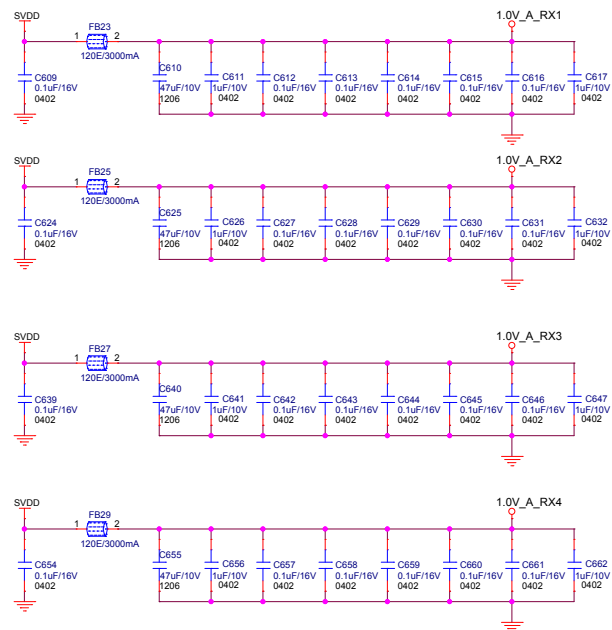 SVDD
1.0V_A_RX1
FB23
1 2
120E/3000mA
C609
0.1uF/16V
0402
C610
47uF/10V
1206
C611
1uF/10V
0402
C612
0.1uF/16V
0402
C613
0.1uF/16V
0402
C614
0.1uF/16V
0402
C615
0.1uF/16V
0402
C616
0.1uF/16V
0402
C617
1uF/10V
0402
SVDD
1.0V_A_RX2
FB25
1 2
120E/3000mA
C624
0.1uF/16V
0402
C625
47uF/10V
1206
C626
1uF/10V
0402
C627
0.1uF/16V
0402
C628
0.1uF/16V
0402
C629
0.1uF/16V
0402
C630
0.1uF/16V
0402
C631
0.1uF/16V
0402
C632
1uF/10V
0402
SVDD
1.0V_A_RX3
FB27
1 2
120E/3000mA
C639
0.1uF/16V
0402
C640
47uF/10V
1206
C641
1uF/10V
0402
C642
0.1uF/16V
0402
C643
0.1uF/16V
0402
C644
0.1uF/16V
0402
C645
0.1uF/16V
0402
C646
0.1uF/16V
0402
C647
1uF/10V
0402
SVDD
1.0V_A_RX4
FB29
1 2
120E/3000mA
C654
0.1uF/16V
0402
C655
47uF/10V
1206
C656
1uF/10V
0402
C657
0.1uF/16V
0402
C658
0.1uF/16V
0402
C659
0.1uF/16V
0402
C660
0.1uF/16V
0402
C661
0.1uF/16V
0402
C662
1uF/10V
0402